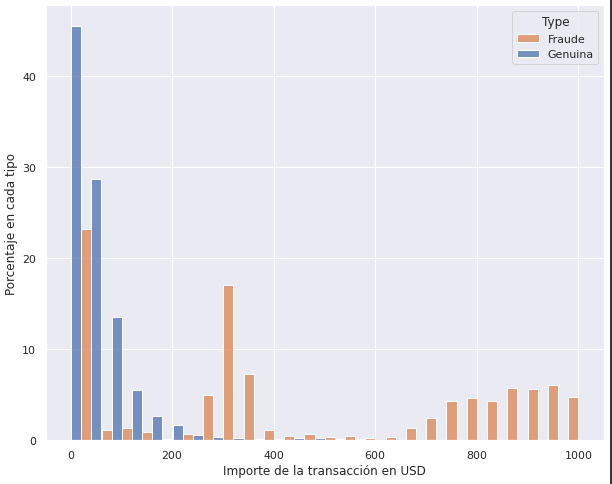 Type
Fraude
Genuina
Porcentaje en cada tipo
40
30
20
10
0
0 200 400 600 800 1000
Importe de la transacción en USD